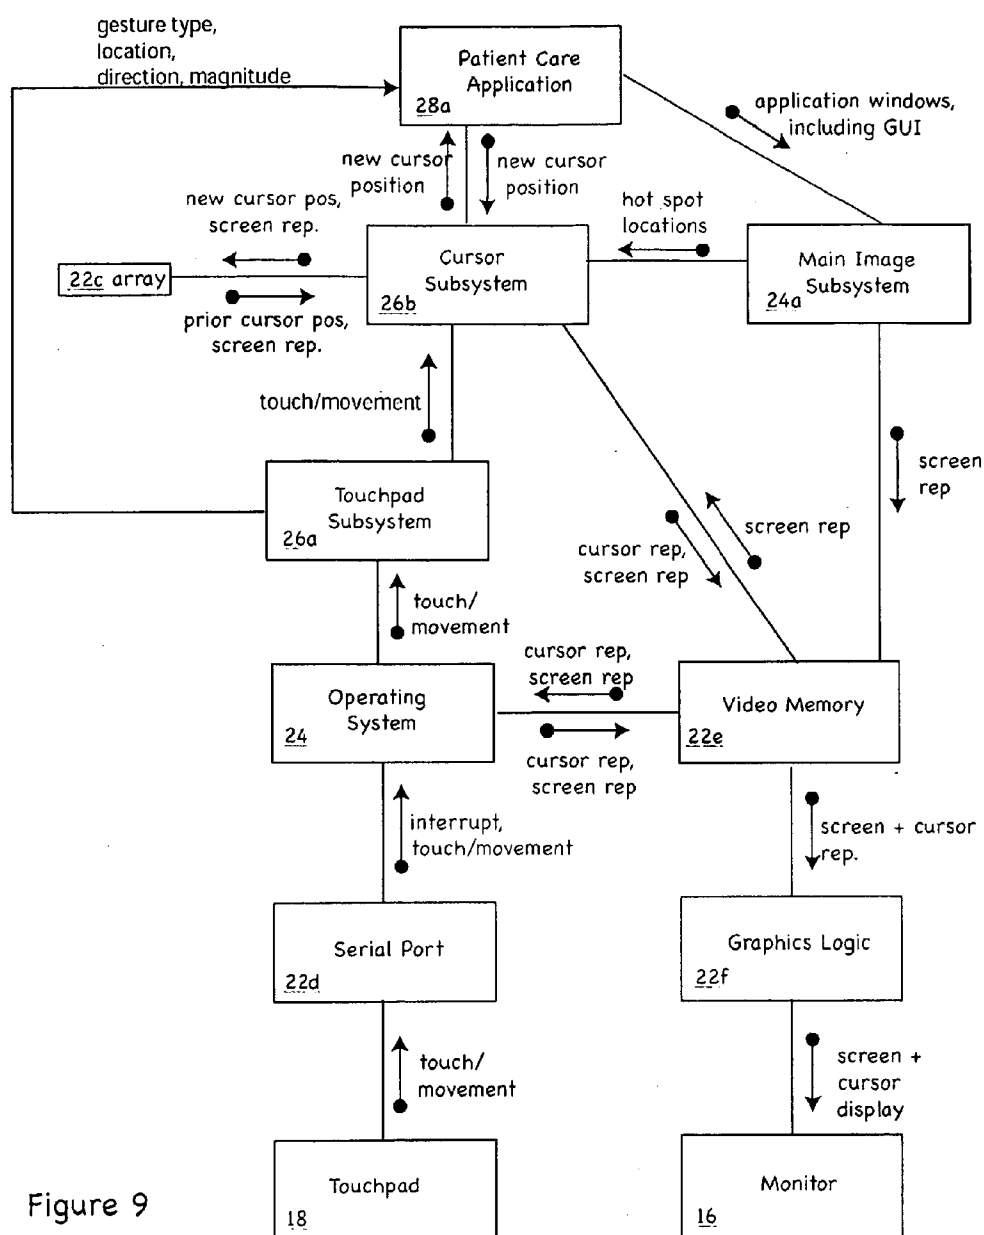 gesture type,
location,
direction, magnitude
Patient Care
Application
28a
application windows,
including GUI
new cursor
position
new cursor
position
new cursor pos,
screen rep.
hot spot
locations
22c array
Cursor
Subsystem
26b
Main Image
Subsystem
24a
prior cursor pos,
screen rep.
touch/movement
screen
rep
Touchpad
Subsystem
26a
screen rep
cursor rep,
screen rep
touch/
movement
cursor rep,
screen rep
Operating
System
24
Video Memory
22e
cursor rep,
screen rep
interrupt,
touch/movement
screen + cursor
rep.
Serial Port
22d
Graphics Logic
22f
touch/
movement
screen +
cursor
display
Touchpad
18
Monitor
16
Figure 9